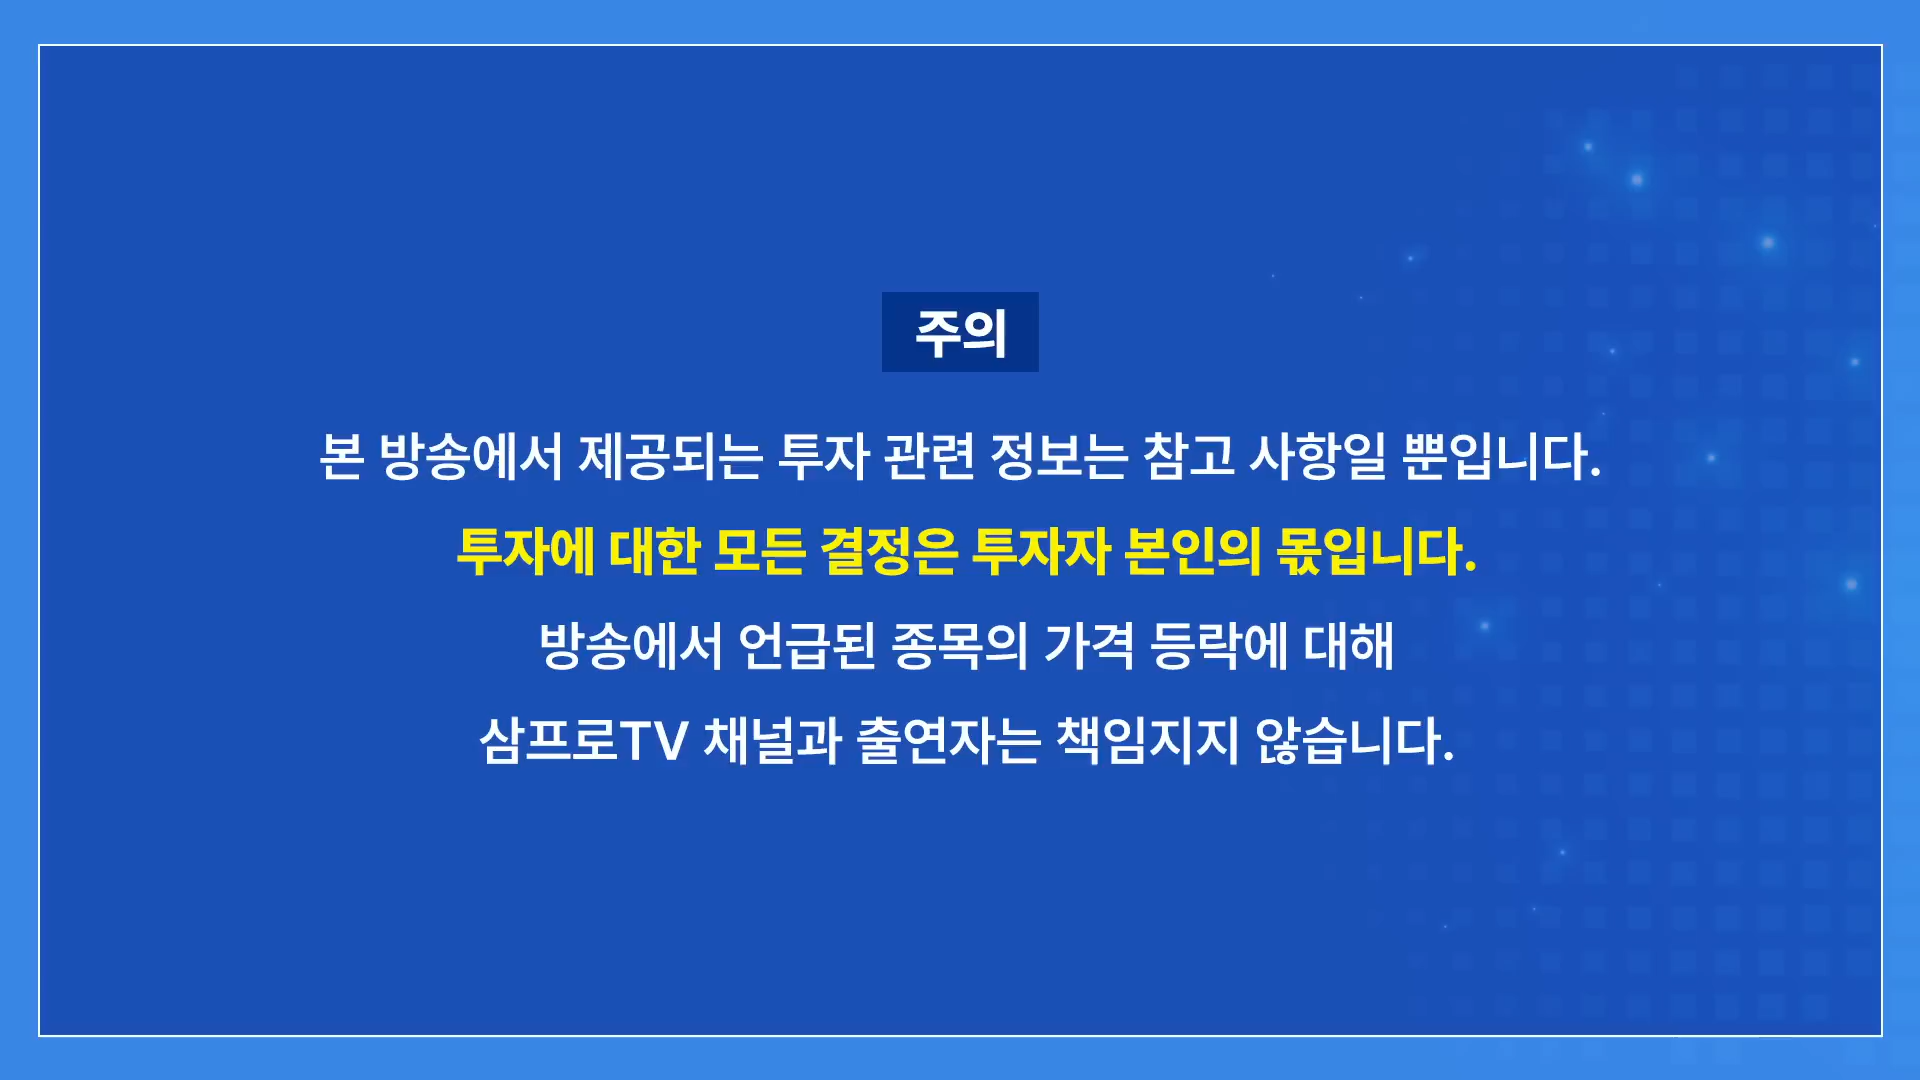 주의
본 방송에서 제공되는 투자 관련 정보는 참고 사항일 뿐입니다.
투자에 대한 모든 결정은 투자자 본인의 몫입니다.
방송에서 언급된 종목의 가격 등락에 대해
삼프로TV 채널과 출연자는 책임지지 않습니다.